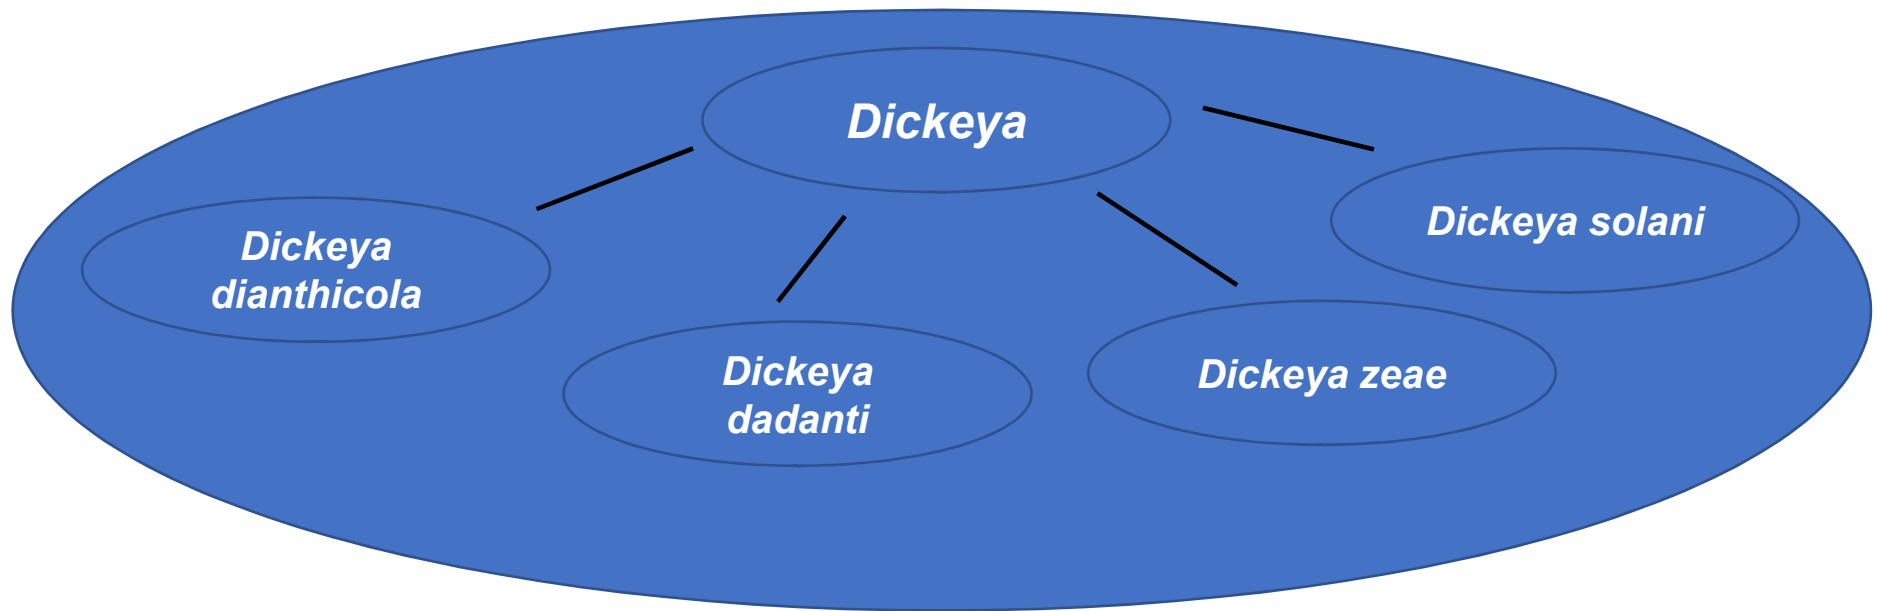 Dickeya
Dickeya solani
Dickeya
dianthicola
Dickeya
dadanti
Dickeya zeae